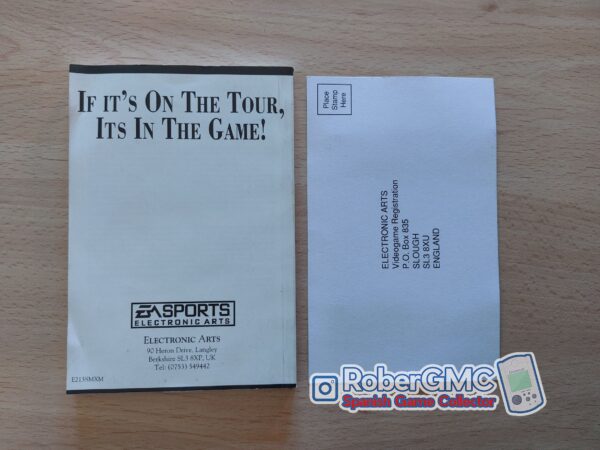 IF IT'S ON THE TOUR,
ITS IN THE GAME!
EA SPORTS
ELECTRONIC ARTS
ELECTRONIC ARTS
90 Heron Drive, Langley
Berkshire SL3 8XP, UK
Tel: (0753) 549442
E213SMXM
Place
Stamp
Here
ELECTRONIC ARTS
Videogame Registration
P.O. Box 835
SLOUGH
SL3 8XU
ENGLAND
RoberGMC
Spanish Game Collector